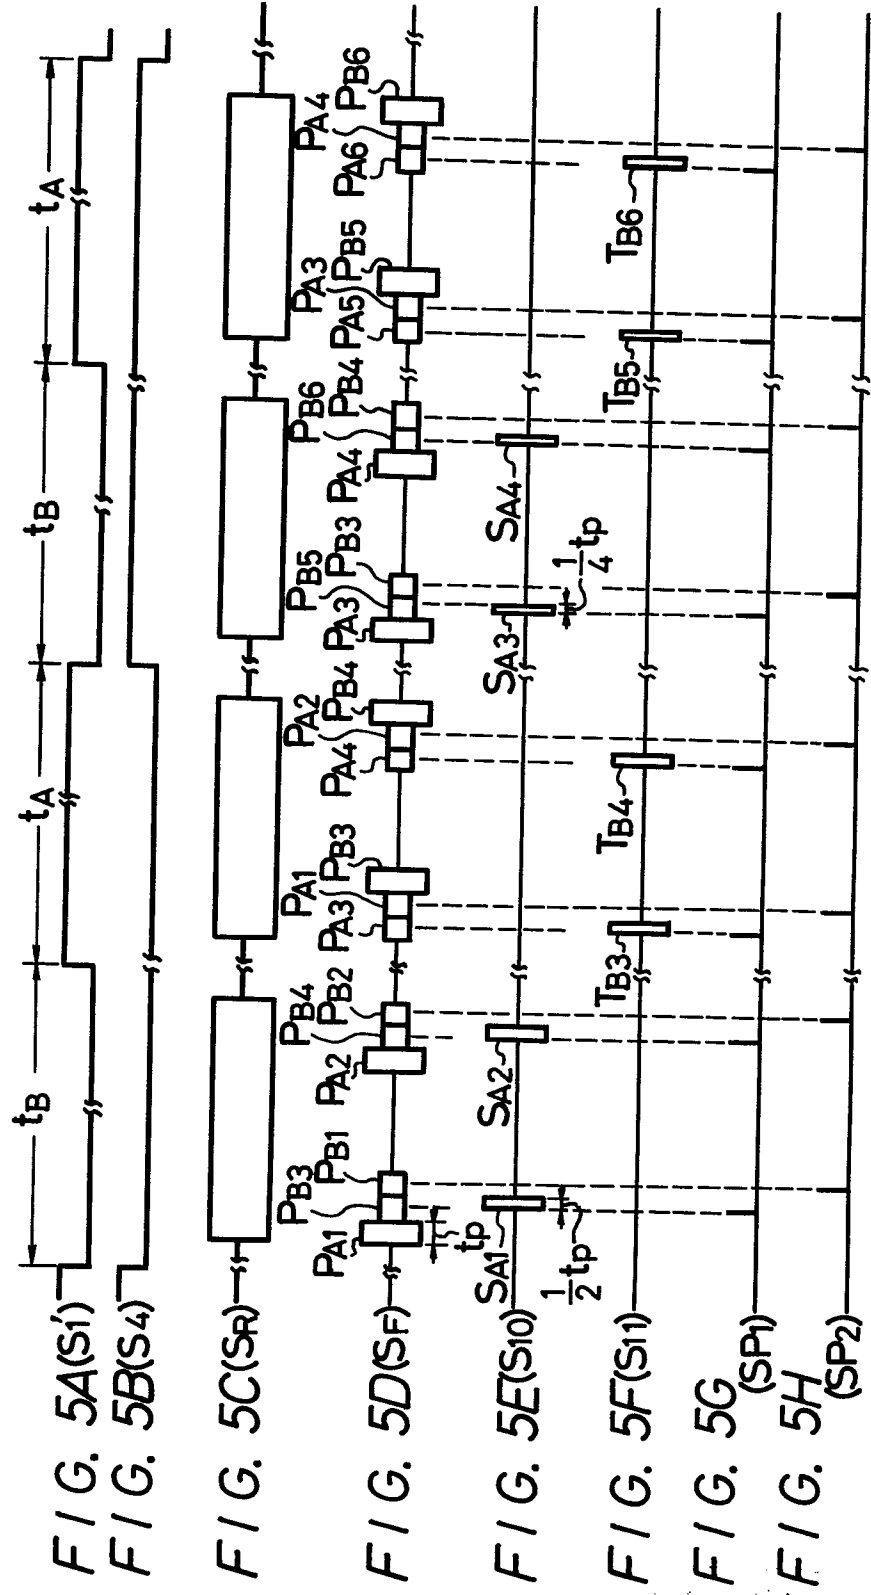 tB tA tB tA
FIG. 5A(S1')
FIG. 5B(S4)
FIG. 5C(SR)
PB3 PB4 PA1 PA2 PB5 PB6 PA3 PA4
PA1 PB1 PA2 PB2 PA3 PB3 PA4 PB4 PA3 PB3 PA4 PB4 PA5 PB5 PA6 PB6
FIG. 5D(SF)
tp
FIG. 5E(S10)
SA1 SA2 SA3 SA4
1/2 tp 1/4 tp
FIG. 5F(S11)
TB3 TB4 TB5 TB6
FIG. 5G
(SP1)
FIG. 5H
(SP2)